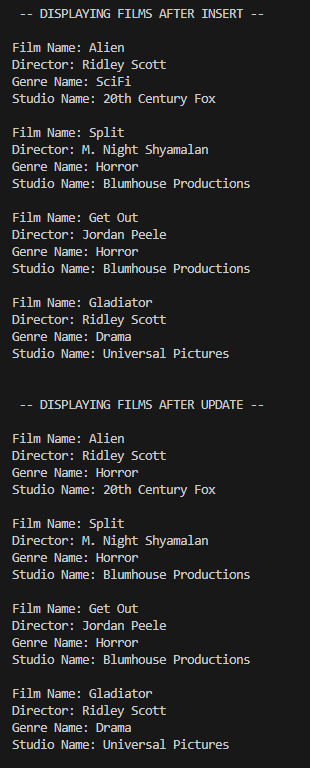 -- DISPLAYING FILMS AFTER INSERT --
Film Name: Alien
Director: Ridley Scott
Genre Name: SciFi
Studio Name: 20th Century Fox
Film Name: Split
Director: M. Night Shyamalan
Genre Name: Horror
Studio Name: Blumhouse Productions
Film Name: Get Out
Director: Jordan Peele
Genre Name: Horror
Studio Name: Blumhouse Productions
Film Name: Gladiator
Director: Ridley Scott
Genre Name: Drama
Studio Name: Universal Pictures
-- DISPLAYING FILMS AFTER UPDATE --
Film Name: Alien
Director: Ridley Scott
Genre Name: Horror
Studio Name: 20th Century Fox
Film Name: Split
Director: M. Night Shyamalan
Genre Name: Horror
Studio Name: Blumhouse Productions
Film Name: Get Out
Director: Jordan Peele
Genre Name: Horror
Studio Name: Blumhouse Productions
Film Name: Gladiator
Director: Ridley Scott
Genre Name: Drama
Studio Name: Universal Pictures